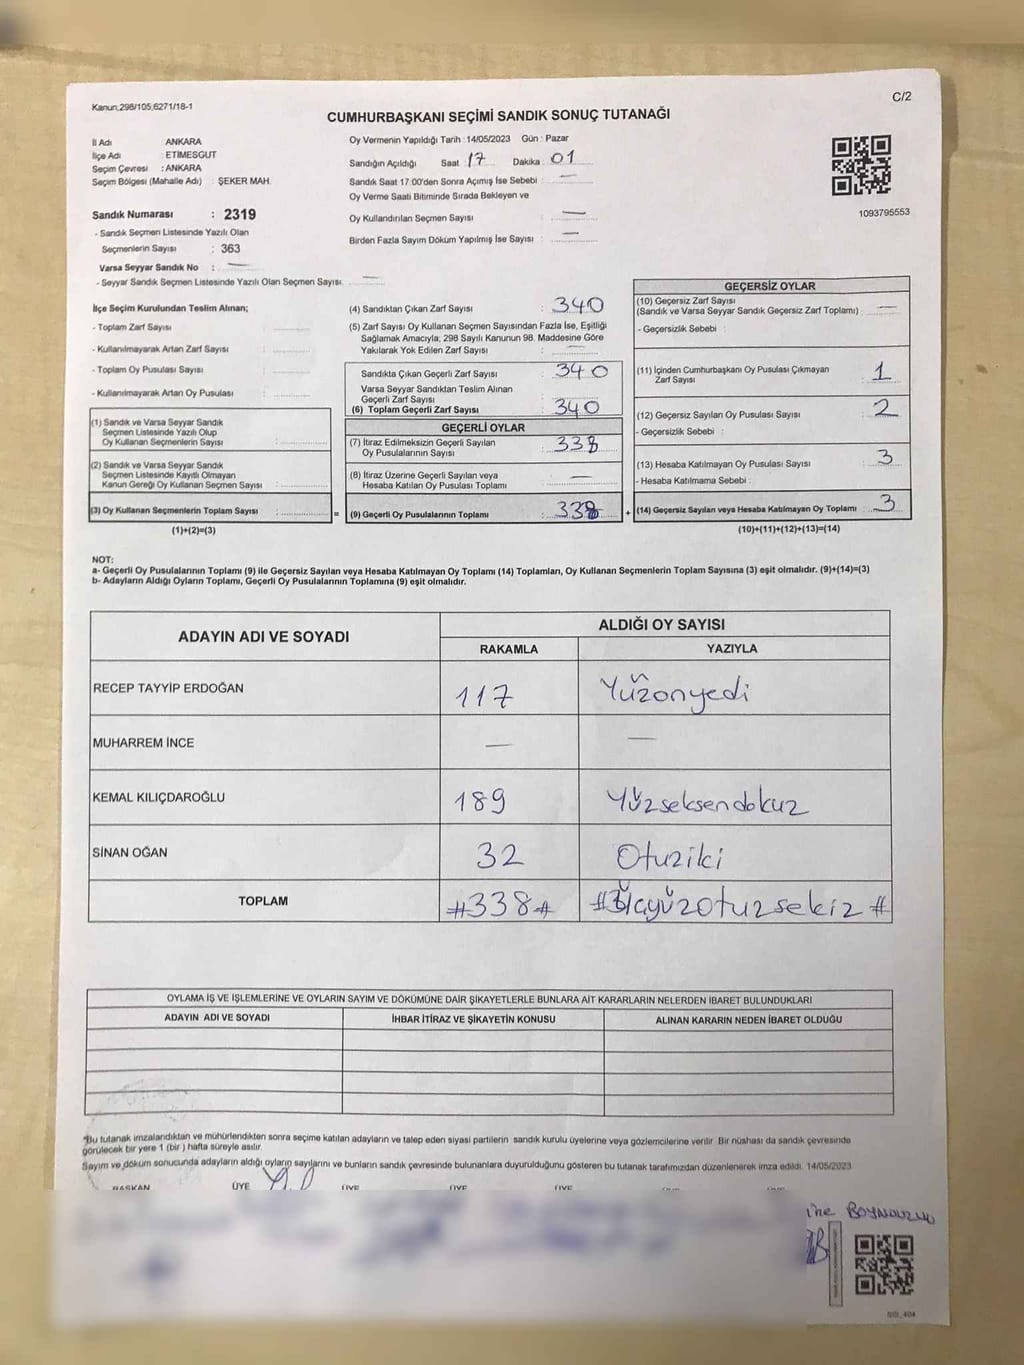 Kanun,298/105,6271/18-1
C/2
CUMHURBAŞKANI SEÇİMİ SANDIK SONUÇ TUTANAĞI
İl Adı ANKARA
İlçe Adı ETİMESGUT
Seçim Çevresi : ANKARA
Seçim Bölgesi (Mahalle Adı) : ŞEKER MAH.
Oy Vermenin Yapıldığı Tarih : 14/05/2023 Gün : Pazar
Sandığın Açıldığı Saat 17 Dakika 01
Sandık Saat 17:00'den Sonra Açımış İse Sebebi : —
Oy Verme Saati Bitiminde Sırada Bekleyen ve
Oy Kullandırılan Seçmen Sayısı : —
Birden Fazla Sayım Döküm Yapılmış İse Sayısı : —
1093795553
Sandık Numarası : 2319
- Sandık Seçmen Listesinde Yazılı Olan
Seçmenlerin Sayısı : 363
Varsa Seyyar Sandık No : —
- Seyyar Sandık Seçmen Listesinde Yazılı Olan Seçmen Sayısı. —
İlçe Seçim Kurulundan Teslim Alınan;
- Toplam Zarf Sayısı :
- Kullanılmayarak Artan Zarf Sayısı :
- Toplam Oy Pusulası Sayısı :
- Kullanılmayarak Artan Oy Pusulası :
(1) Sandık ve Varsa Seyyar Sandık
Seçmen Listesinde Yazılı Olup
Oy Kullanan Seçmenlerin Sayısı :
(2) Sandık ve Varsa Seyyar Sandık
Seçmen Listesinde Kayıtlı Olmayan
Kanun Gereği Oy Kullanan Seçmen Sayısı :
(3) Oy Kullanan Seçmenlerin Toplam Sayısı : =
(1)+(2)=(3)
(4) Sandıktan Çıkan Zarf Sayısı : 340
(5) Zarf Sayısı Oy Kullanan Seçmen Sayısından Fazla İse, Eşitliği
Sağlamak Amacıyla; 298 Sayılı Kanunun 98. Maddesine Göre
Yakılarak Yok Edilen Zarf Sayısı : —
Sandıkta Çıkan Geçerli Zarf Sayısı : 340
Varsa Seyyar Sandıktan Teslim Alınan
Geçerli Zarf Sayısı
(6) Toplam Geçerli Zarf Sayısı : 340
GEÇERLİ OYLAR
(7) İtiraz Edilmeksizin Geçerli Sayılan
Oy Pusulalarının Sayısı : 338
(8) İtiraz Üzerine Geçerli Sayılan veya
Hesaba Katılan Oy Pusulası Toplamı : —
(9) Geçerli Oy Pusulalarının Toplamı : 338 +
GEÇERSİZ OYLAR
(10) Geçersiz Zarf Sayısı
(Sandık ve Varsa Seyyar Sandık Geçersiz Zarf Toplamı) : —
- Geçersizlik Sebebi :
(11) İçinden Cumhurbaşkanı Oy Pusulası Çıkmayan
Zarf Sayısı : 1
(12) Geçersiz Sayılan Oy Pusulası Sayısı : 2
- Geçersizlik Sebebi :
(13) Hesaba Katılmayan Oy Pusulası Sayısı : 3
- Hesaba Katılmama Sebebi :
(14) Geçersiz Sayılan veya Hesaba Katılmayan Oy Toplamı : 3
(10)+(11)+(12)+(13)=(14)
NOT:
a- Geçerli Oy Pusulalarının Toplamı (9) ile Geçersiz Sayılan veya Hesaba Katılmayan Oy Toplamı (14) Toplamları, Oy Kullanan Seçmenlerin Toplam Sayısına (3) eşit olmalıdır. (9)+(14)=(3)
b- Adayların Aldığı Oyların Toplamı, Geçerli Oy Pusulalarının Toplamına (9) eşit olmalıdır.
ADAYIN ADI VE SOYADI
ALDIĞI OY SAYISI
RAKAMLA YAZIYLA
RECEP TAYYİP ERDOĞAN 117 Yüzonyedi
MUHARREM İNCE — —
KEMAL KILIÇDAROĞLU 189 Yüzseksendokuz
SİNAN OĞAN 32 Otuziki
TOPLAM #338# #Üçyüzotuzsekiz#
OYLAMA İŞ VE İŞLEMLERİNE VE OYLARIN SAYIM VE DÖKÜMÜNE DAİR ŞİKAYETLERLE BUNLARA AİT KARARLARIN NELERDEN İBARET BULUNDUKLARI
ADAYIN ADI VE SOYADI İHBAR İTİRAZ VE ŞİKAYETİN KONUSU ALINAN KARARIN NEDEN İBARET OLDUĞU
*Bu tutanak imzalandıktan ve mühürlendikten sonra seçime katılan adayların ve talep eden siyasi partilerin sandık kurulu üyelerine veya gözlemcilerine verilir. Bir nüshası da sandık çevresinde
görülecek bir yere 1 (bir) hafta süreyle asılır.
Sayım ve döküm sonucunda adayların aldığı oyların sayılarını ve bunların sandık çevresinde bulunanlara duyurulduğunu gösteren bu tutanak tarafımızdan düzenlenerek imza edildi. 14/05/2023
BAŞKAN ÜYE ÜYE ÜYE ÜYE